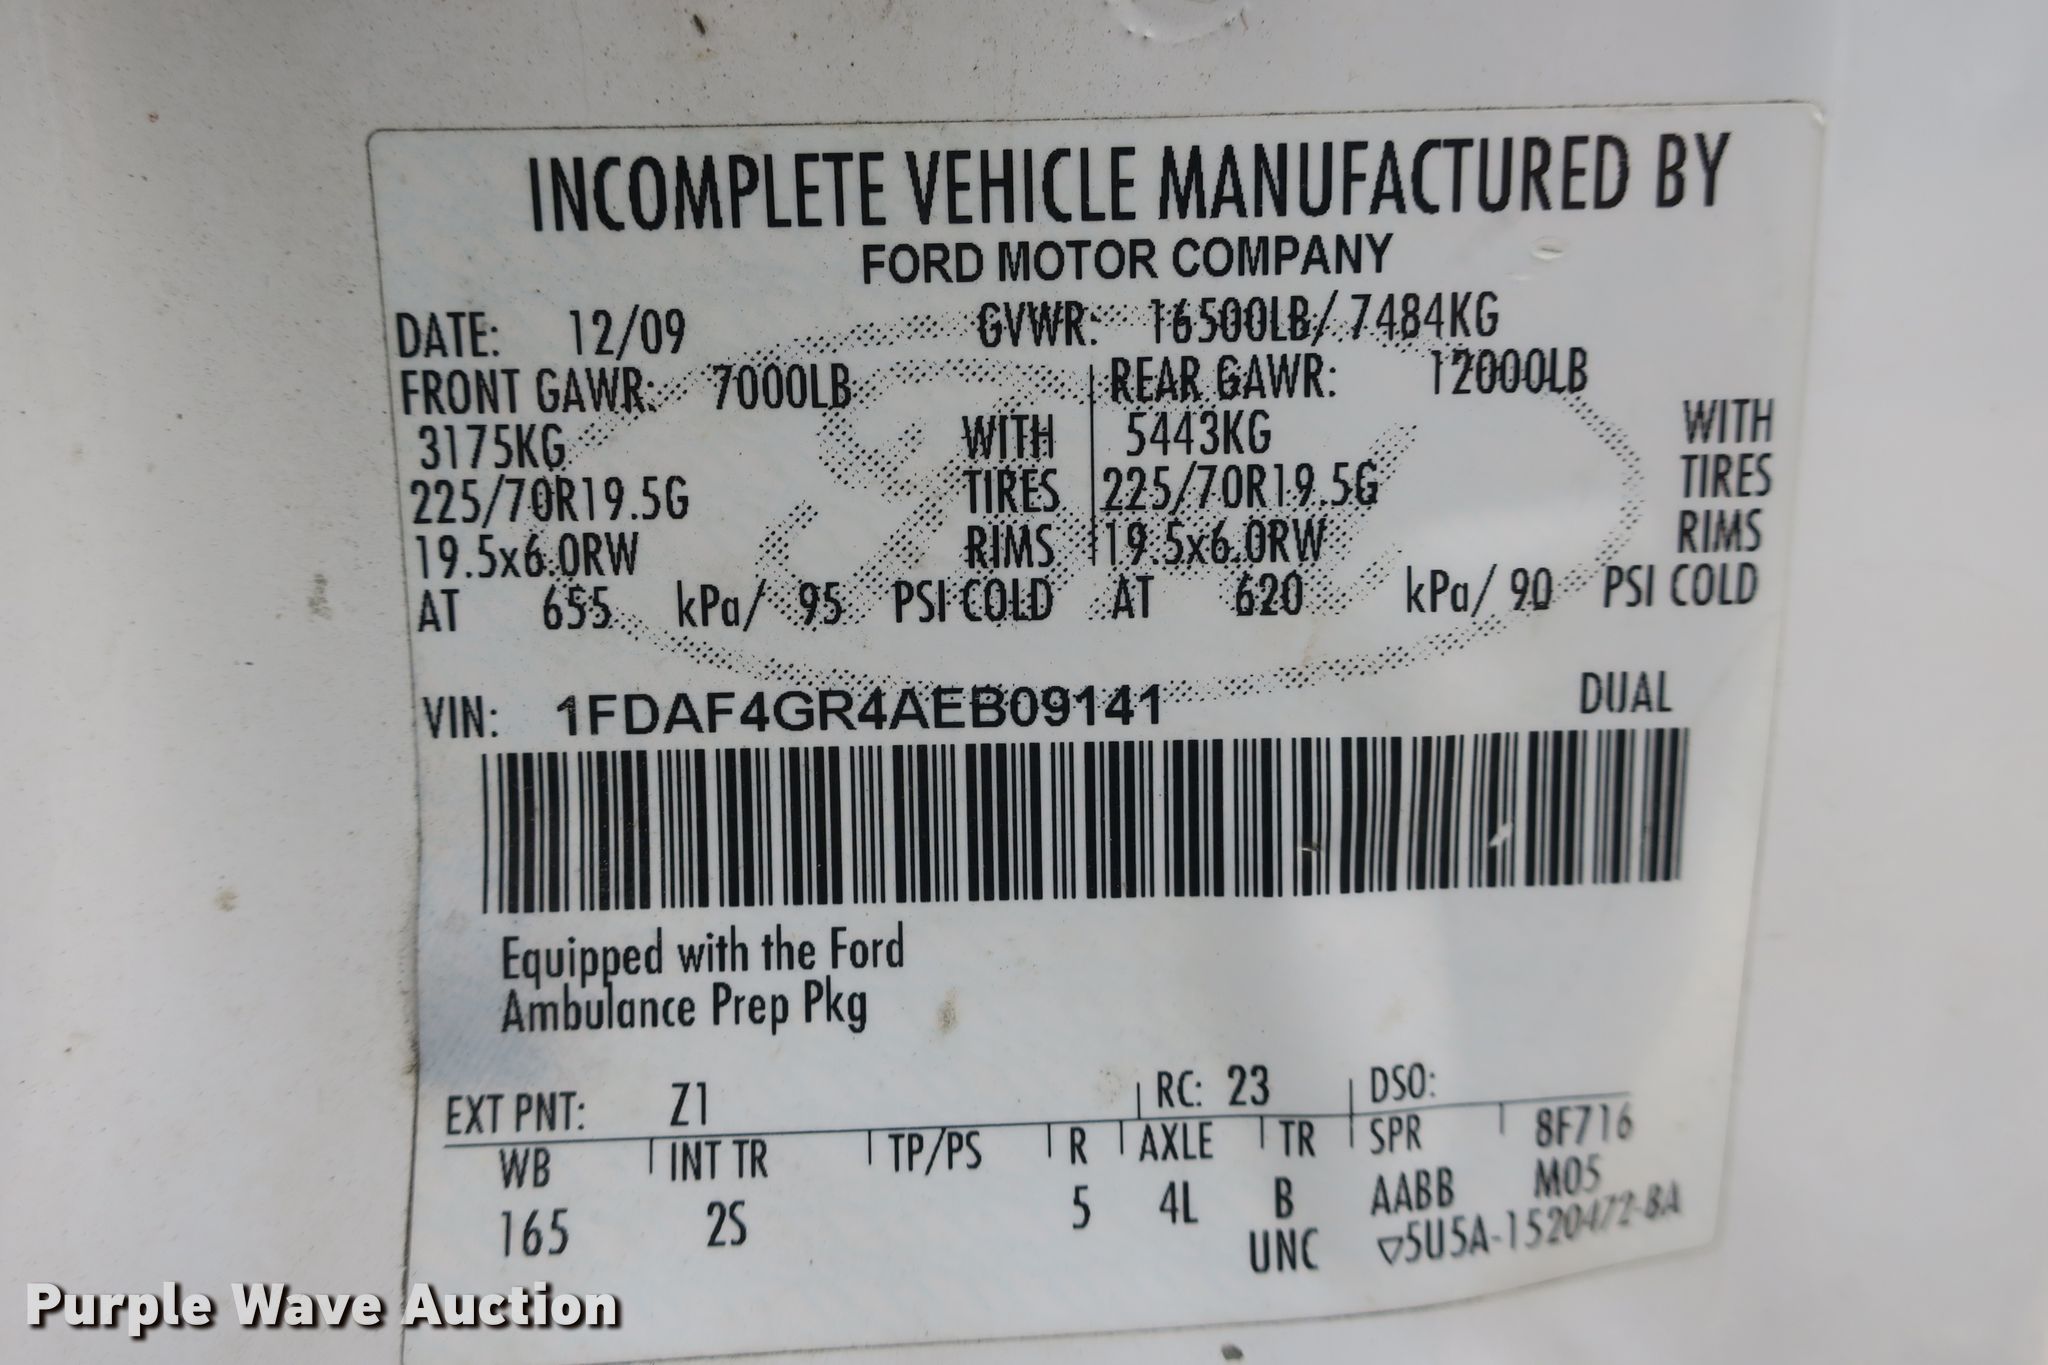 INCOMPLETE VEHICLE MANUFACTURED BY
FORD MOTOR COMPANY
DATE: 12/09 GVWR: 16500LB/ 7484KG
FRONT GAWR: 7000LB REAR GAWR: 12000LB
3175KG WITH 5443KG WITH
225/70R19.5G TIRES 225/70R19.5G TIRES
19.5x6.0RW RIMS 19.5x6.0RW RIMS
AT 655 kPa/ 95 PSI COLD AT 620 kPa/ 90 PSI COLD
VIN: 1FDAF4GR4AEB09141 DUAL
Equipped with the Ford
Ambulance Prep Pkg
EXT PNT: Z1 RC: 23 DSO:
WB INT TR TP/PS R AXLE TR SPR 8F716
165 2S 5 4L B AABB M05
UNC ▽5U5A-1520472-BA
Purple Wave Auction